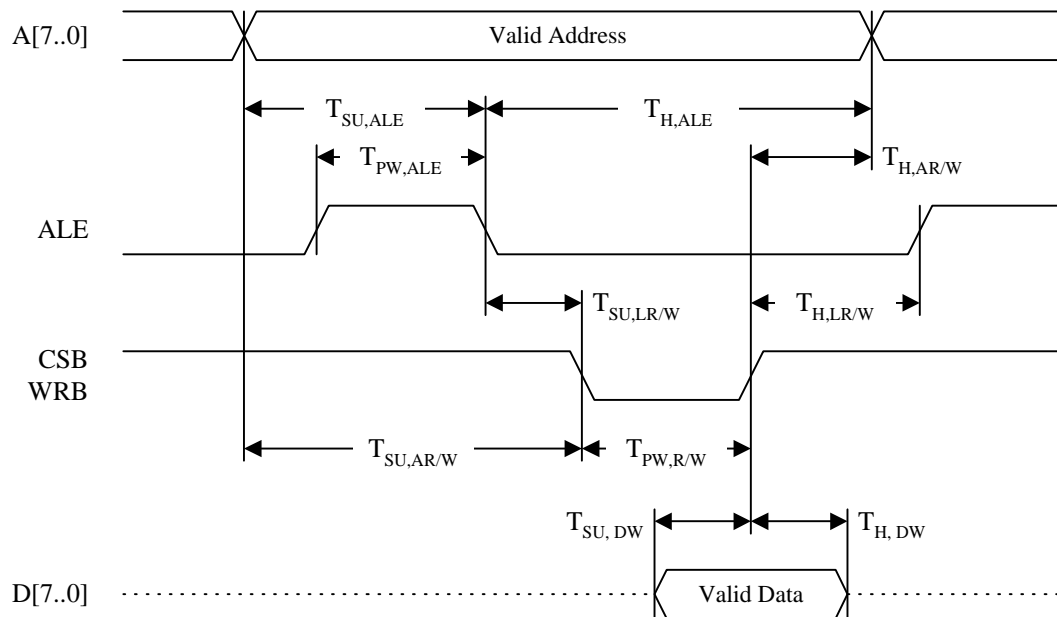 A[7..0] Valid Address
T_SU,ALE T_H,ALE
T_PW,ALE T_H,AR/W
ALE
T_SU,LR/W T_H,LR/W
CSB
WRB
T_SU,AR/W T_PW,R/W
T_SU, DW T_H, DW
D[7..0] Valid Data